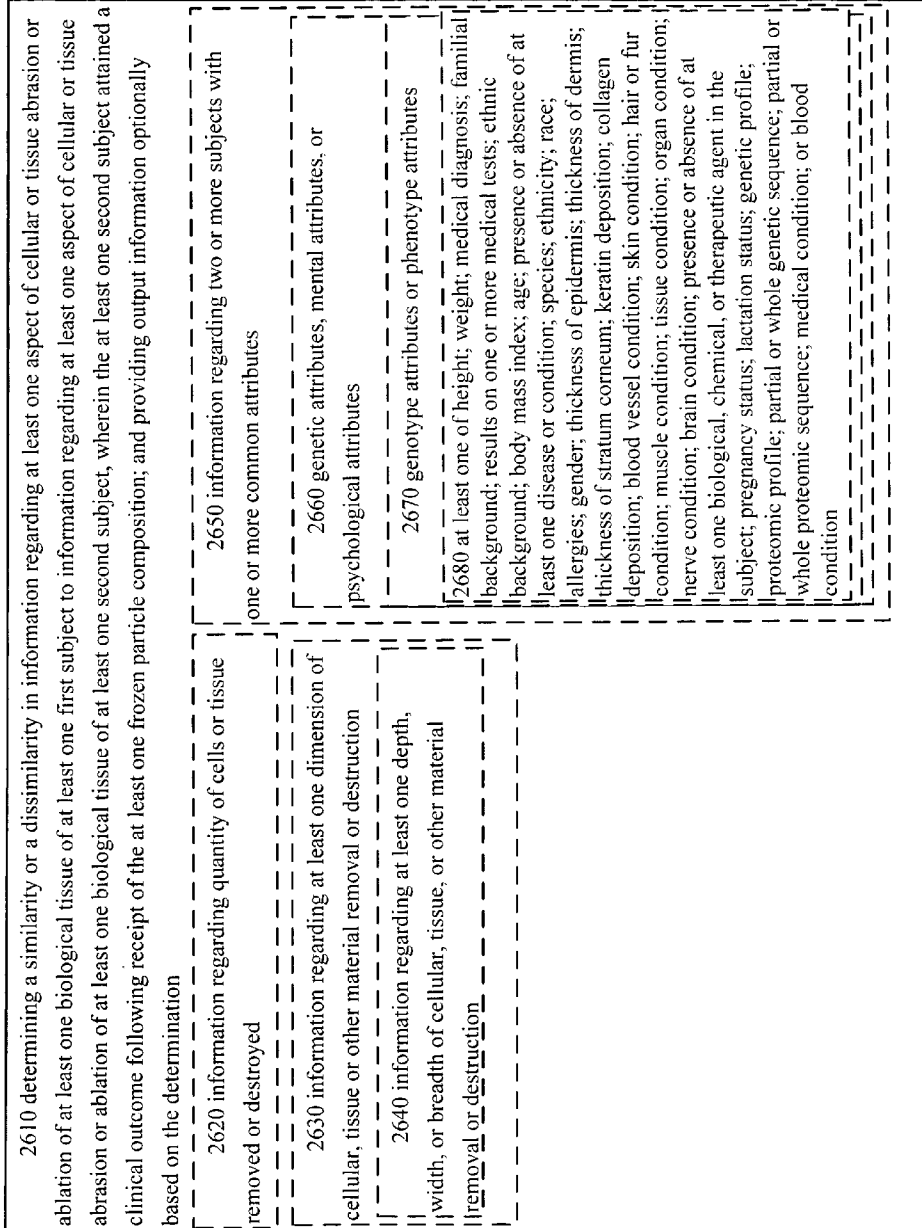 2610 determining a similarity or a dissimilarity in information regarding at least one aspect of cellular or tissue abrasion or
ablation of at least one biological tissue of at least one first subject to information regarding at least one aspect of cellular or tissue
abrasion or ablation of at least one biological tissue of at least one second subject, wherein the at least one second subject attained a
clinical outcome following receipt of the at least one frozen particle composition; and providing output information optionally
based on the determination
2620 information regarding quantity of cells or tissue
removed or destroyed
2630 information regarding at least one dimension of
cellular, tissue or other material removal or destruction
2640 information regarding at least one depth,
width, or breadth of cellular, tissue, or other material
removal or destruction
2650 information regarding two or more subjects with
one or more common attributes
2660 genetic attributes, mental attributes, or
psychological attributes
2670 genotype attributes or phenotype attributes
2680 at least one of height; weight; medical diagnosis; familial
background; results on one or more medical tests; ethnic
background; body mass index; age; presence or absence of at
least one disease or condition; species; ethnicity; race;
allergies; gender; thickness of epidermis; thickness of dermis;
thickness of stratum corneum; keratin deposition; collagen
deposition; blood vessel condition; skin condition; hair or fur
condition; muscle condition; tissue condition; organ condition;
nerve condition; brain condition; presence or absence of at
least one biological, chemical, or therapeutic agent in the
subject; pregnancy status; lactation status; genetic profile;
proteomic profile; partial or whole genetic sequence; partial or
whole proteomic sequence; medical condition; or blood
condition